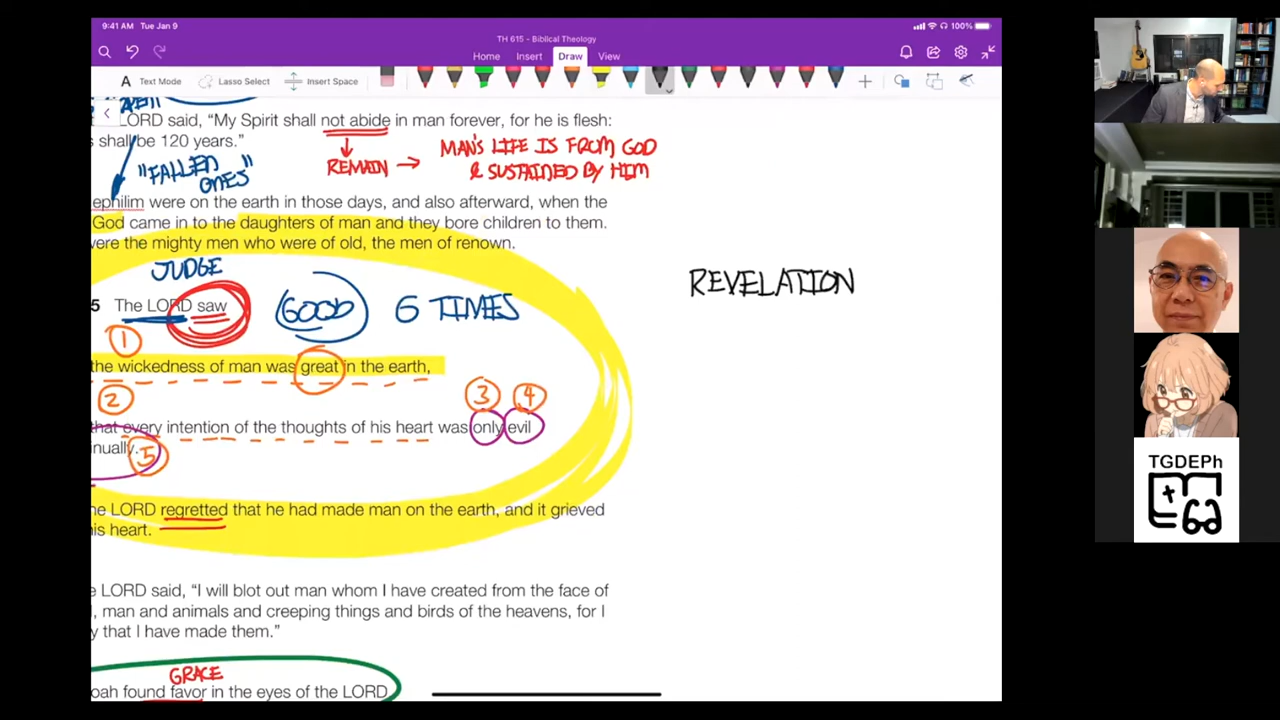 9:41 AM Tue Jan 9
100%
TH 615 - Biblical Theology
Home Insert Draw View
A Text Mode Lasso Select Insert Space
LORD said, “My Spirit shall not abide in man forever, for he is flesh:
shall be 120 years.”
"FALLEN
ONES"
REMAIN → MAN'S LIFE IS FROM GOD
& SUSTAINED BY HIM
ephilim were on the earth in those days, and also afterward, when the
God came in to the daughters of man and they bore children to them.
were the mighty men who were of old, the men of renown.
JUDGE
5 The LORD saw GOOD 6 TIMES
REVELATION
1
the wickedness of man was great in the earth,
2 3 4
that every intention of the thoughts of his heart was only evil
inually. 5
LORD regretted that he had made man on the earth, and it grieved
his heart.
LORD said, “I will blot out man whom I have created from the face of
, man and animals and creeping things and birds of the heavens, for I
that I have made them.”
GRACE
oah found favor in the eyes of the LORD
TGDEPh